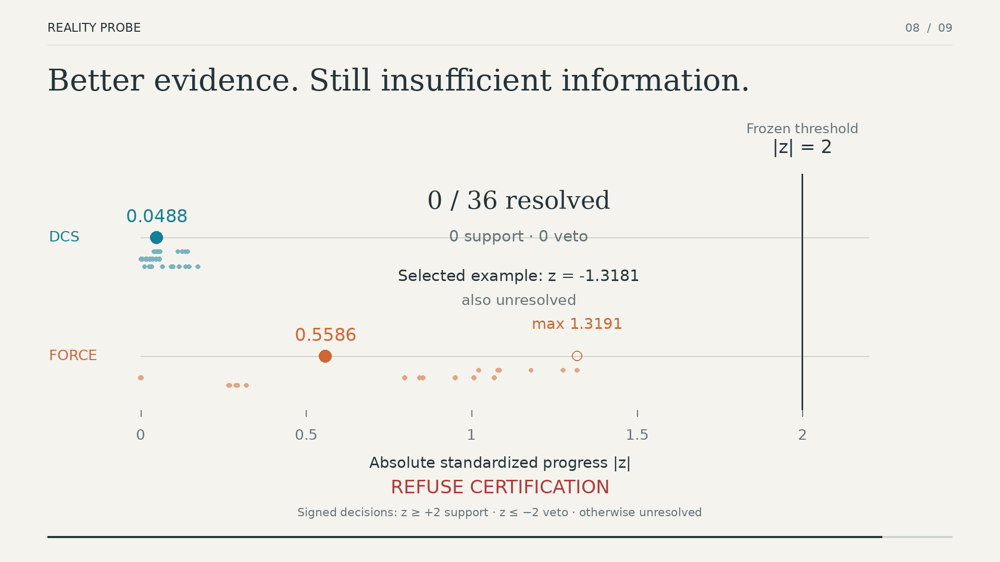 REALITY PROBE
08 / 09
Better evidence. Still insufficient information.
Frozen threshold
|z| = 2
0 / 36 resolved
0.0488
DCS
0 support · 0 veto
Selected example: z = -1.3181
also unresolved
max 1.3191
0.5586
FORCE
0 0.5 1 1.5 2
Absolute standardized progress |z|
REFUSE CERTIFICATION
Signed decisions: z ≥ +2 support · z ≤ −2 veto · otherwise unresolved